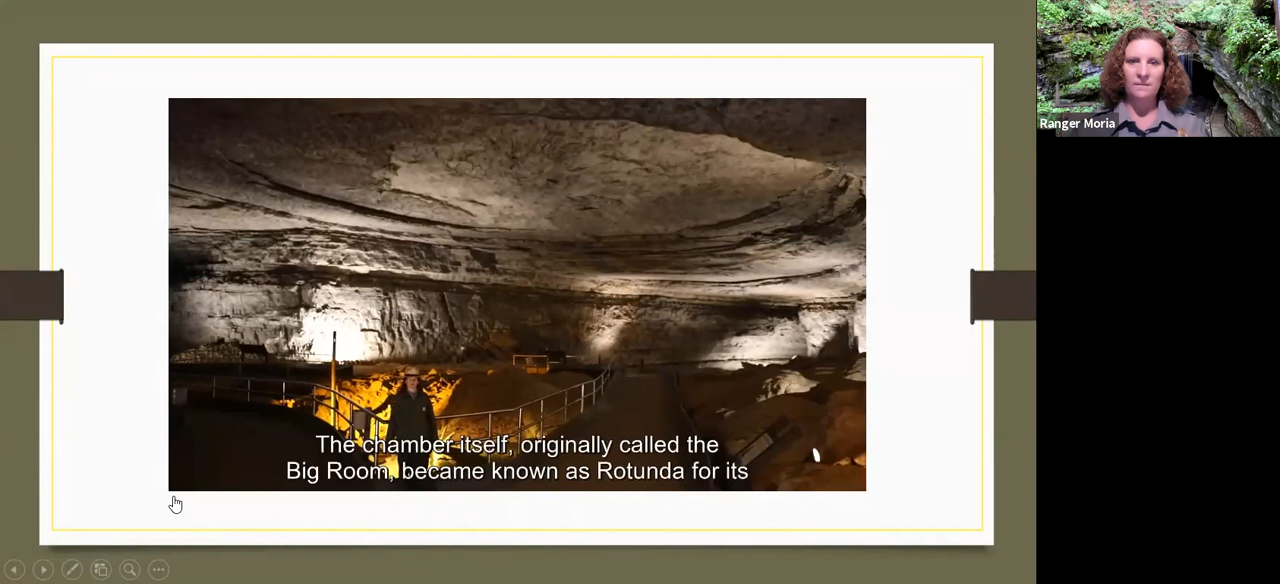 Ranger Moria
The chamber itself, originally called the
Big Room, became known as Rotunda for its